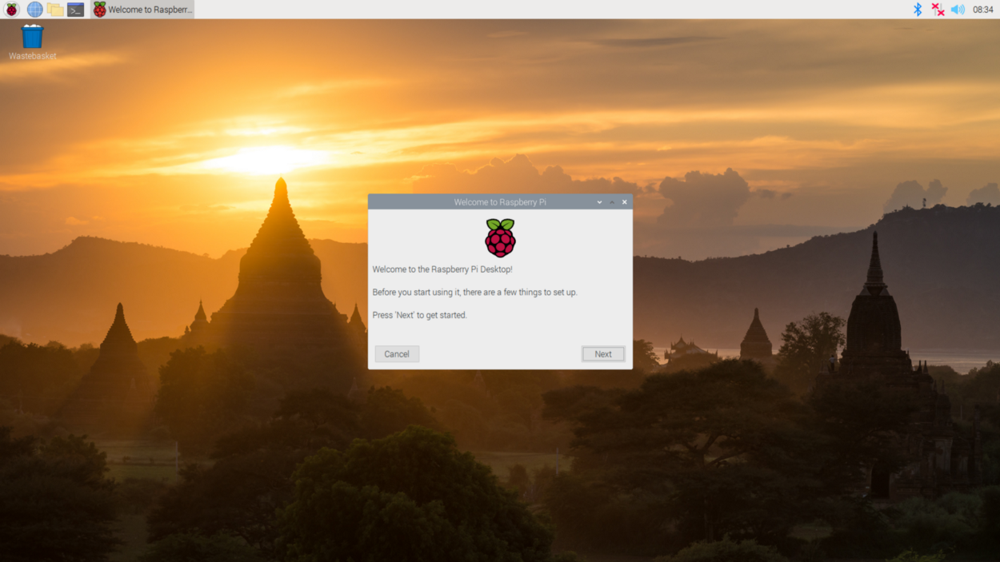 Welcome to Raspberr...
08:34
Wastebasket
Welcome to Raspberry Pi
Welcome to the Raspberry Pi Desktop!
Before you start using it, there are a few things to set up.
Press 'Next' to get started.
Cancel
Next